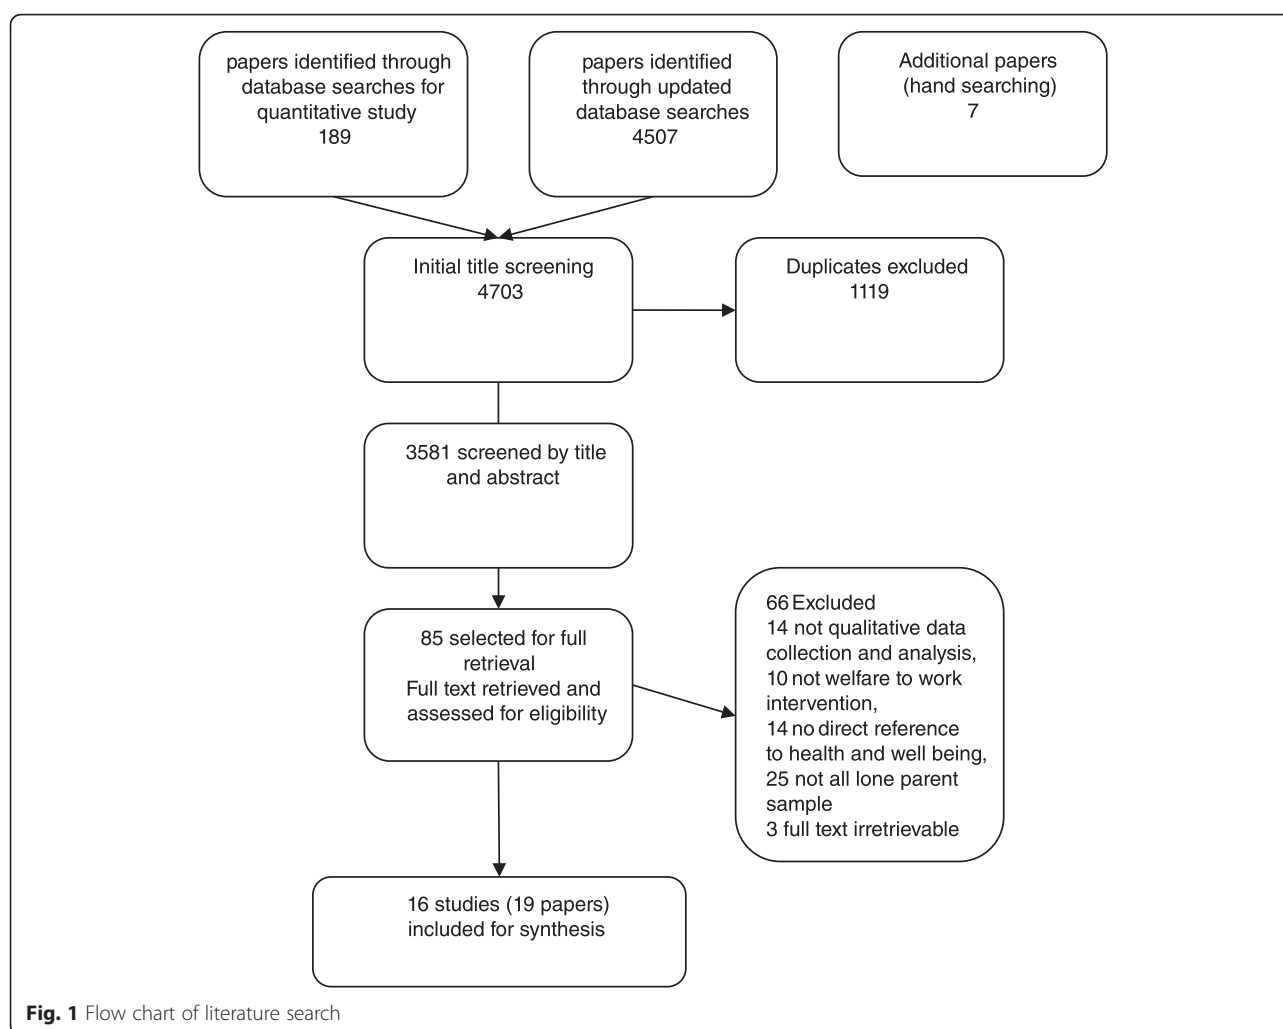 papers identified through
database searches for
quantitative study
189
papers identified
through updated
database searches
4507
Additional papers
(hand searching)
7
Initial title screening
4703
Duplicates excluded
1119
3581 screened by title
and abstract
85 selected for full
retrieval
Full text retrieved and
assessed for eligibility
66 Excluded
14 not qualitative data
collection and analysis,
10 not welfare to work
intervention,
14 no direct reference
to health and well being,
25 not all lone parent
sample
3 full text irretrievable
16 studies (19 papers)
included for synthesis
Fig. 1 Flow chart of literature search